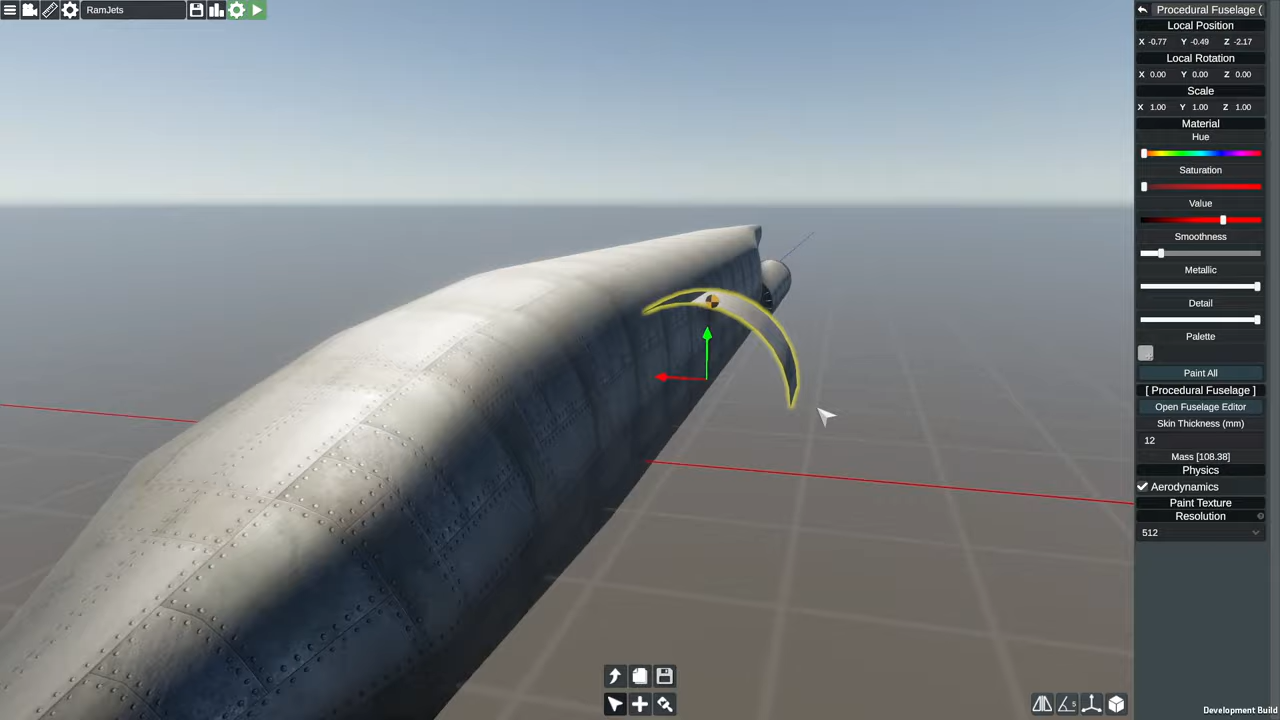 RamJets
Procedural Fuselage (
Local Position
X -0.77 Y -0.49 Z -2.17
Local Rotation
X 0.00 Y 0.00 Z 0.00
Scale
X 1.00 Y 1.00 Z 1.00
Material
Hue
Saturation
Value
Smoothness
Metallic
Detail
Palette
Paint All
[ Procedural Fuselage ]
Open Fuselage Editor
Skin Thickness (mm)
12
Mass [108.38]
Physics
Aerodynamics
Paint Texture
Resolution
512
5
Development Build